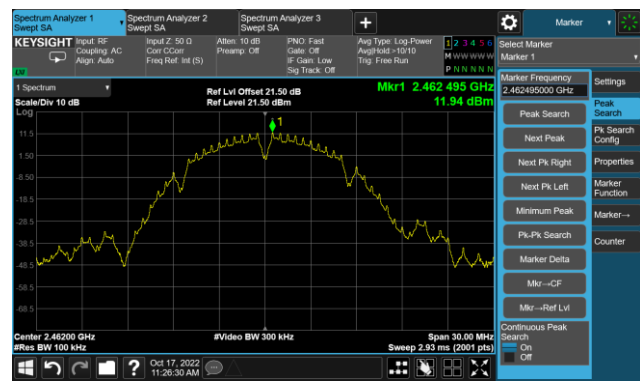 Spectrum Analyzer 1
Swept SA
Spectrum Analyzer 2
Swept SA
Spectrum Analyzer 3
Swept SA
+
Marker
KEYSIGHT
Input: RF
Coupling: AC
Align: Auto
Input Z: 50 Ω
Corr CCorr
Freq Ref: Int (S)
Atten: 10 dB
Preamp: Off
PNO: Fast
Gate: Off
IF Gain: Low
Sig Track: Off
Avg Type: Log-Power
Avg|Hold:>10/10
Trig: Free Run
1 2 3 4 5 6
M W W W W W
P N N N N N
Select Marker
Marker 1
LXI
1 Spectrum
Scale/Div 10 dB
Log
Ref Lvl Offset 21.50 dB
Ref Level 21.50 dBm
Mkr1 2.462 495 GHz
11.94 dBm
1
11.5
1.50
-8.50
-18.5
-28.5
-38.5
-48.5
-58.5
-68.5
Center 2.46200 GHz
#Res BW 100 kHz
#Video BW 300 kHz
Span 30.00 MHz
Sweep 2.93 ms (2001 pts)
Marker Frequency
2.462495000 GHz
Peak Search
Next Peak
Next Pk Right
Next Pk Left
Minimum Peak
Pk-Pk Search
Marker Delta
Mkr→CF
Mkr→Ref Lvl
Continuous Peak
Search
On
Off
Settings
Peak
Search
Pk Search
Config
Properties
Marker
Function
Marker→
Counter
?
Oct 17, 2022
11:26:30 AM